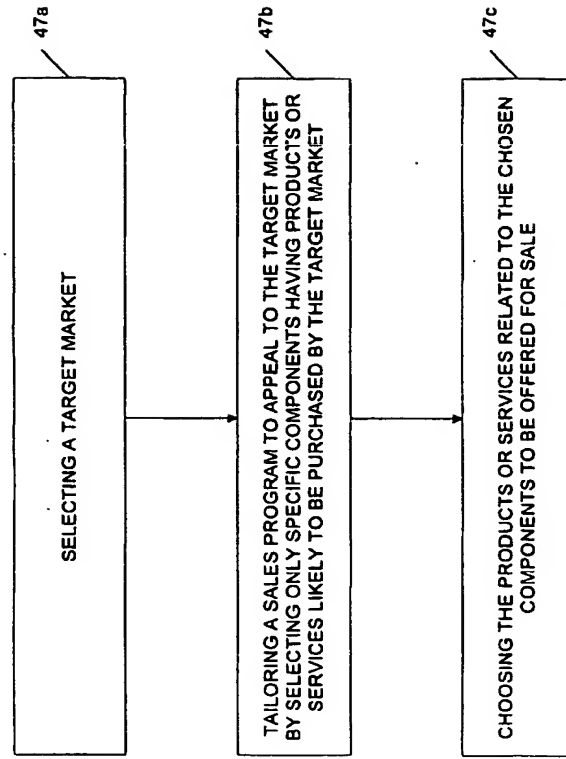 47a
SELECTING A TARGET MARKET
47b
TAILORING A SALES PROGRAM TO APPEAL TO THE TARGET MARKET
BY SELECTING ONLY SPECIFIC COMPONENTS HAVING PRODUCTS OR
SERVICES LIKELY TO BE PURCHASED BY THE TARGET MARKET
47c
CHOOSING THE PRODUCTS OR SERVICES RELATED TO THE CHOSEN
COMPONENTS TO BE OFFERED FOR SALE